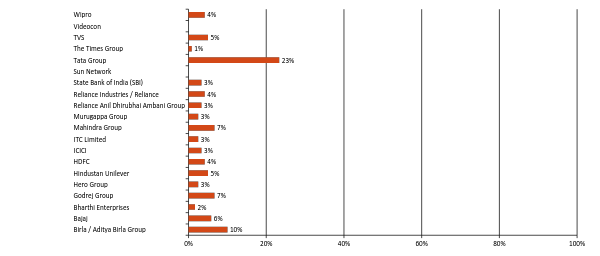 Wipro 4%
Videocon
TVS 5%
The Times Group 1%
Tata Group 23%
Sun Network
State Bank of India (SBI) 3%
Reliance Industries / Reliance 4%
Reliance Anil Dhirubhai Ambani Group 3%
Murugappa Group 3%
Mahindra Group 7%
ITC Limited 3%
ICICI 3%
HDFC 4%
Hindustan Unilever 5%
Hero Group 3%
Godrej Group 7%
Bharthi Enterprises 2%
Bajaj 6%
Birla / Aditya Birla Group 10%
0% 20% 40% 60% 80% 100%